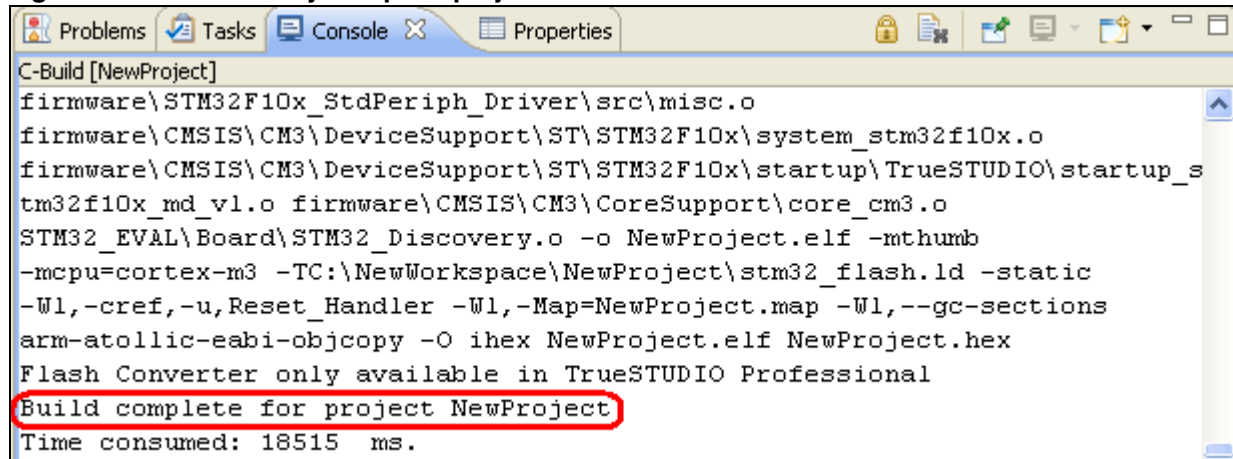 Problems Tasks Console Properties
C-Build [NewProject]
firmware\STM32F10x_StdPeriph_Driver\src\misc.o
firmware\CMSIS\CM3\DeviceSupport\ST\STM32F10x\system_stm32f10x.o
firmware\CMSIS\CM3\DeviceSupport\ST\STM32F10x\startup\TrueSTUDIO\startup_s
tm32f10x_md_vl.o firmware\CMSIS\CM3\CoreSupport\core_cm3.o
STM32_EVAL\Board\STM32_Discovery.o -o NewProject.elf -mthumb
-mcpu=cortex-m3 -TC:\NewWorkspace\NewProject\stm32_flash.ld -static
-Wl,-cref,-u,Reset_Handler -Wl,-Map=NewProject.map -Wl,--gc-sections
arm-atollic-eabi-objcopy -O ihex NewProject.elf NewProject.hex
Flash Converter only available in TrueSTUDIO Professional
Build complete for project NewProject
Time consumed: 18515  ms.